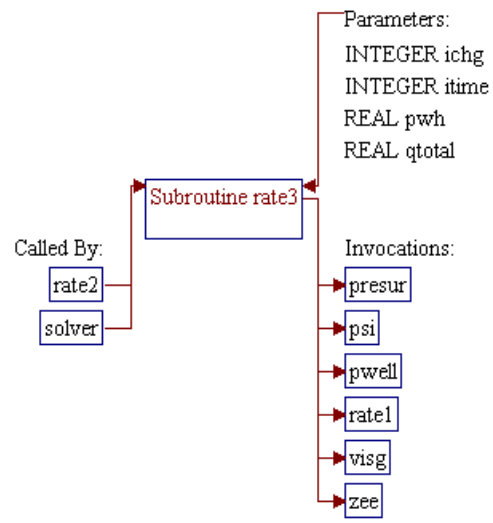 Parameters:
INTEGER ichg
INTEGER itime
REAL pwh
REAL qtotal
Subroutine rate3
Called By:
rate2
solver
Invocations:
presur
psi
pwell
rate1
visg
zee